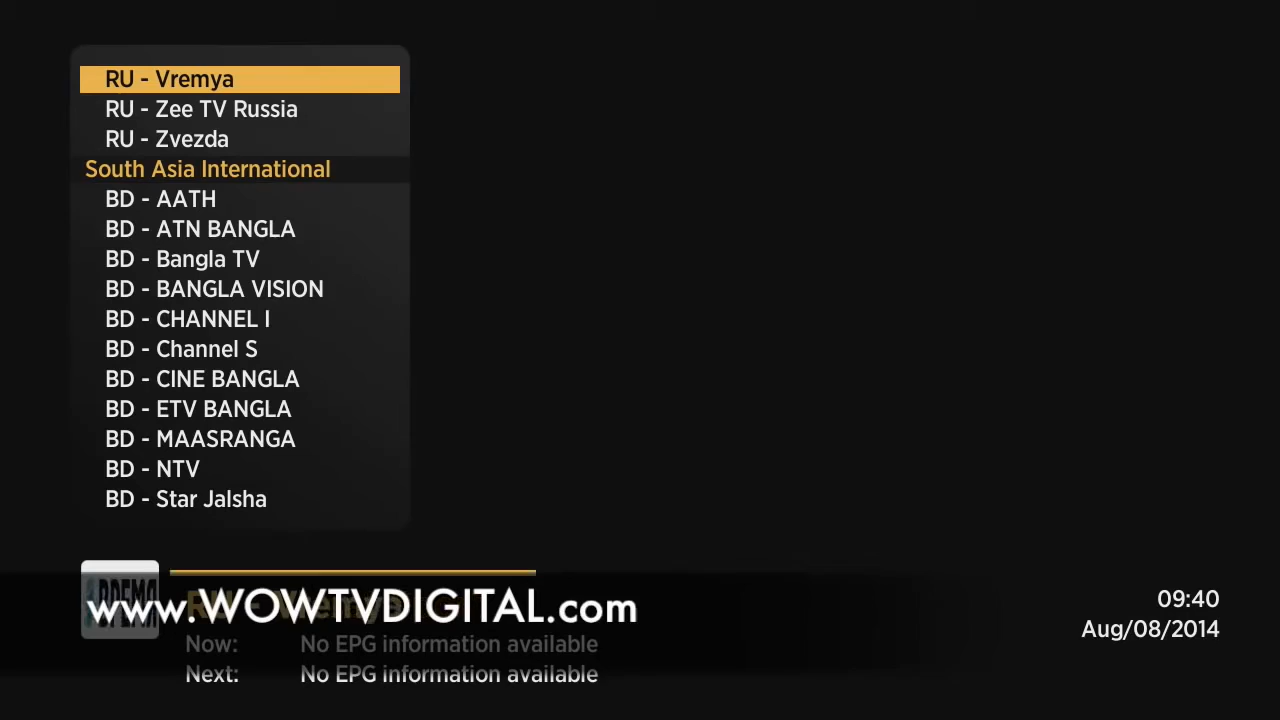 RU - Vremya
RU - Zee TV Russia
RU - Zvezda
South Asia International
BD - AATH
BD - ATN BANGLA
BD - Bangla TV
BD - BANGLA VISION
BD - CHANNEL I
BD - Channel S
BD - CINE BANGLA
BD - ETV BANGLA
BD - MAASRANGA
BD - NTV
BD - Star Jalsha
RU - Vremya
www.WOWTVDIGITAL.com
Now: No EPG information available
Next: No EPG information available
09:40
Aug/08/2014